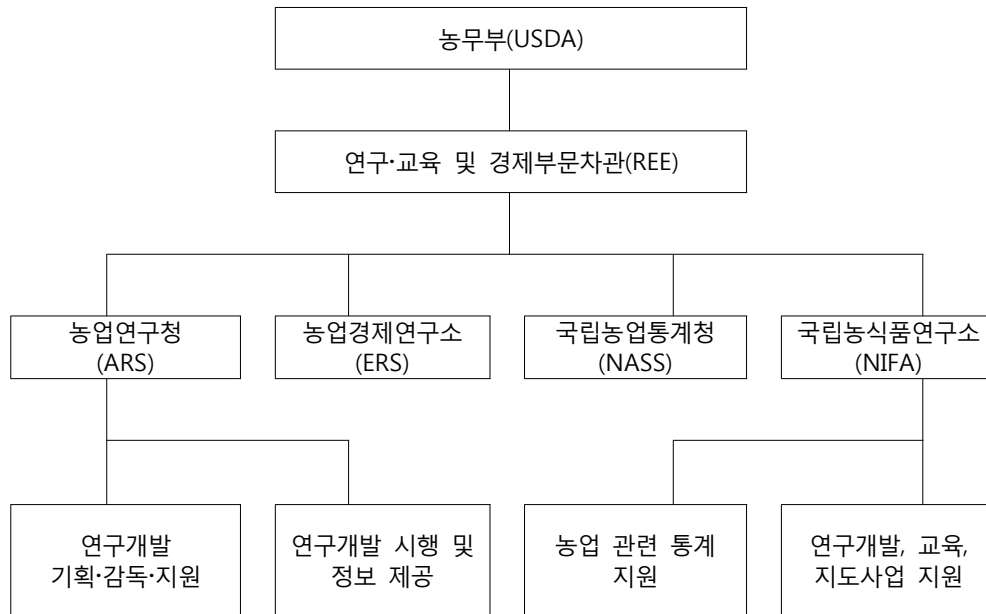 농무부(USDA)
연구·교육 및 경제부문차관(REE)
농업연구청
(ARS)
농업경제연구소
(ERS)
국립농업통계청
(NASS)
국립농식품연구소
(NIFA)
연구개발
기획·감독·지원
연구개발 시행 및
정보 제공
농업 관련 통계
지원
연구개발, 교육,
지도사업 지원